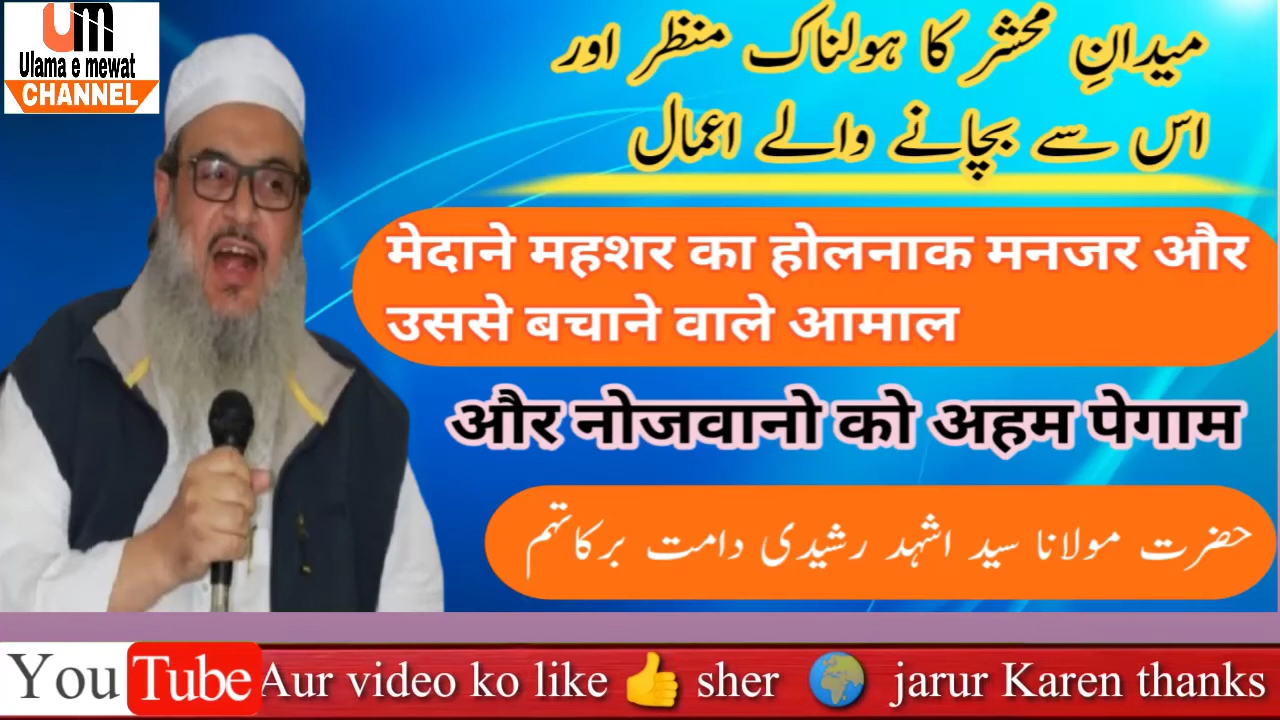 um
Ulama e mewat
CHANNEL
میدانِ محشر کا ہولناک منظر اور
اس سے بچانے والے اعمال
मेदाने महशर का होलनाक मनजर और
उससे बचाने वाले आमाल
और नोजवानो को अहम पेगाम
حضرت مولانا سید اشہد رشیدی دامت برکاتہم
YouTube Aur video ko like 👍 sher 🌍 jarur Karen thanks